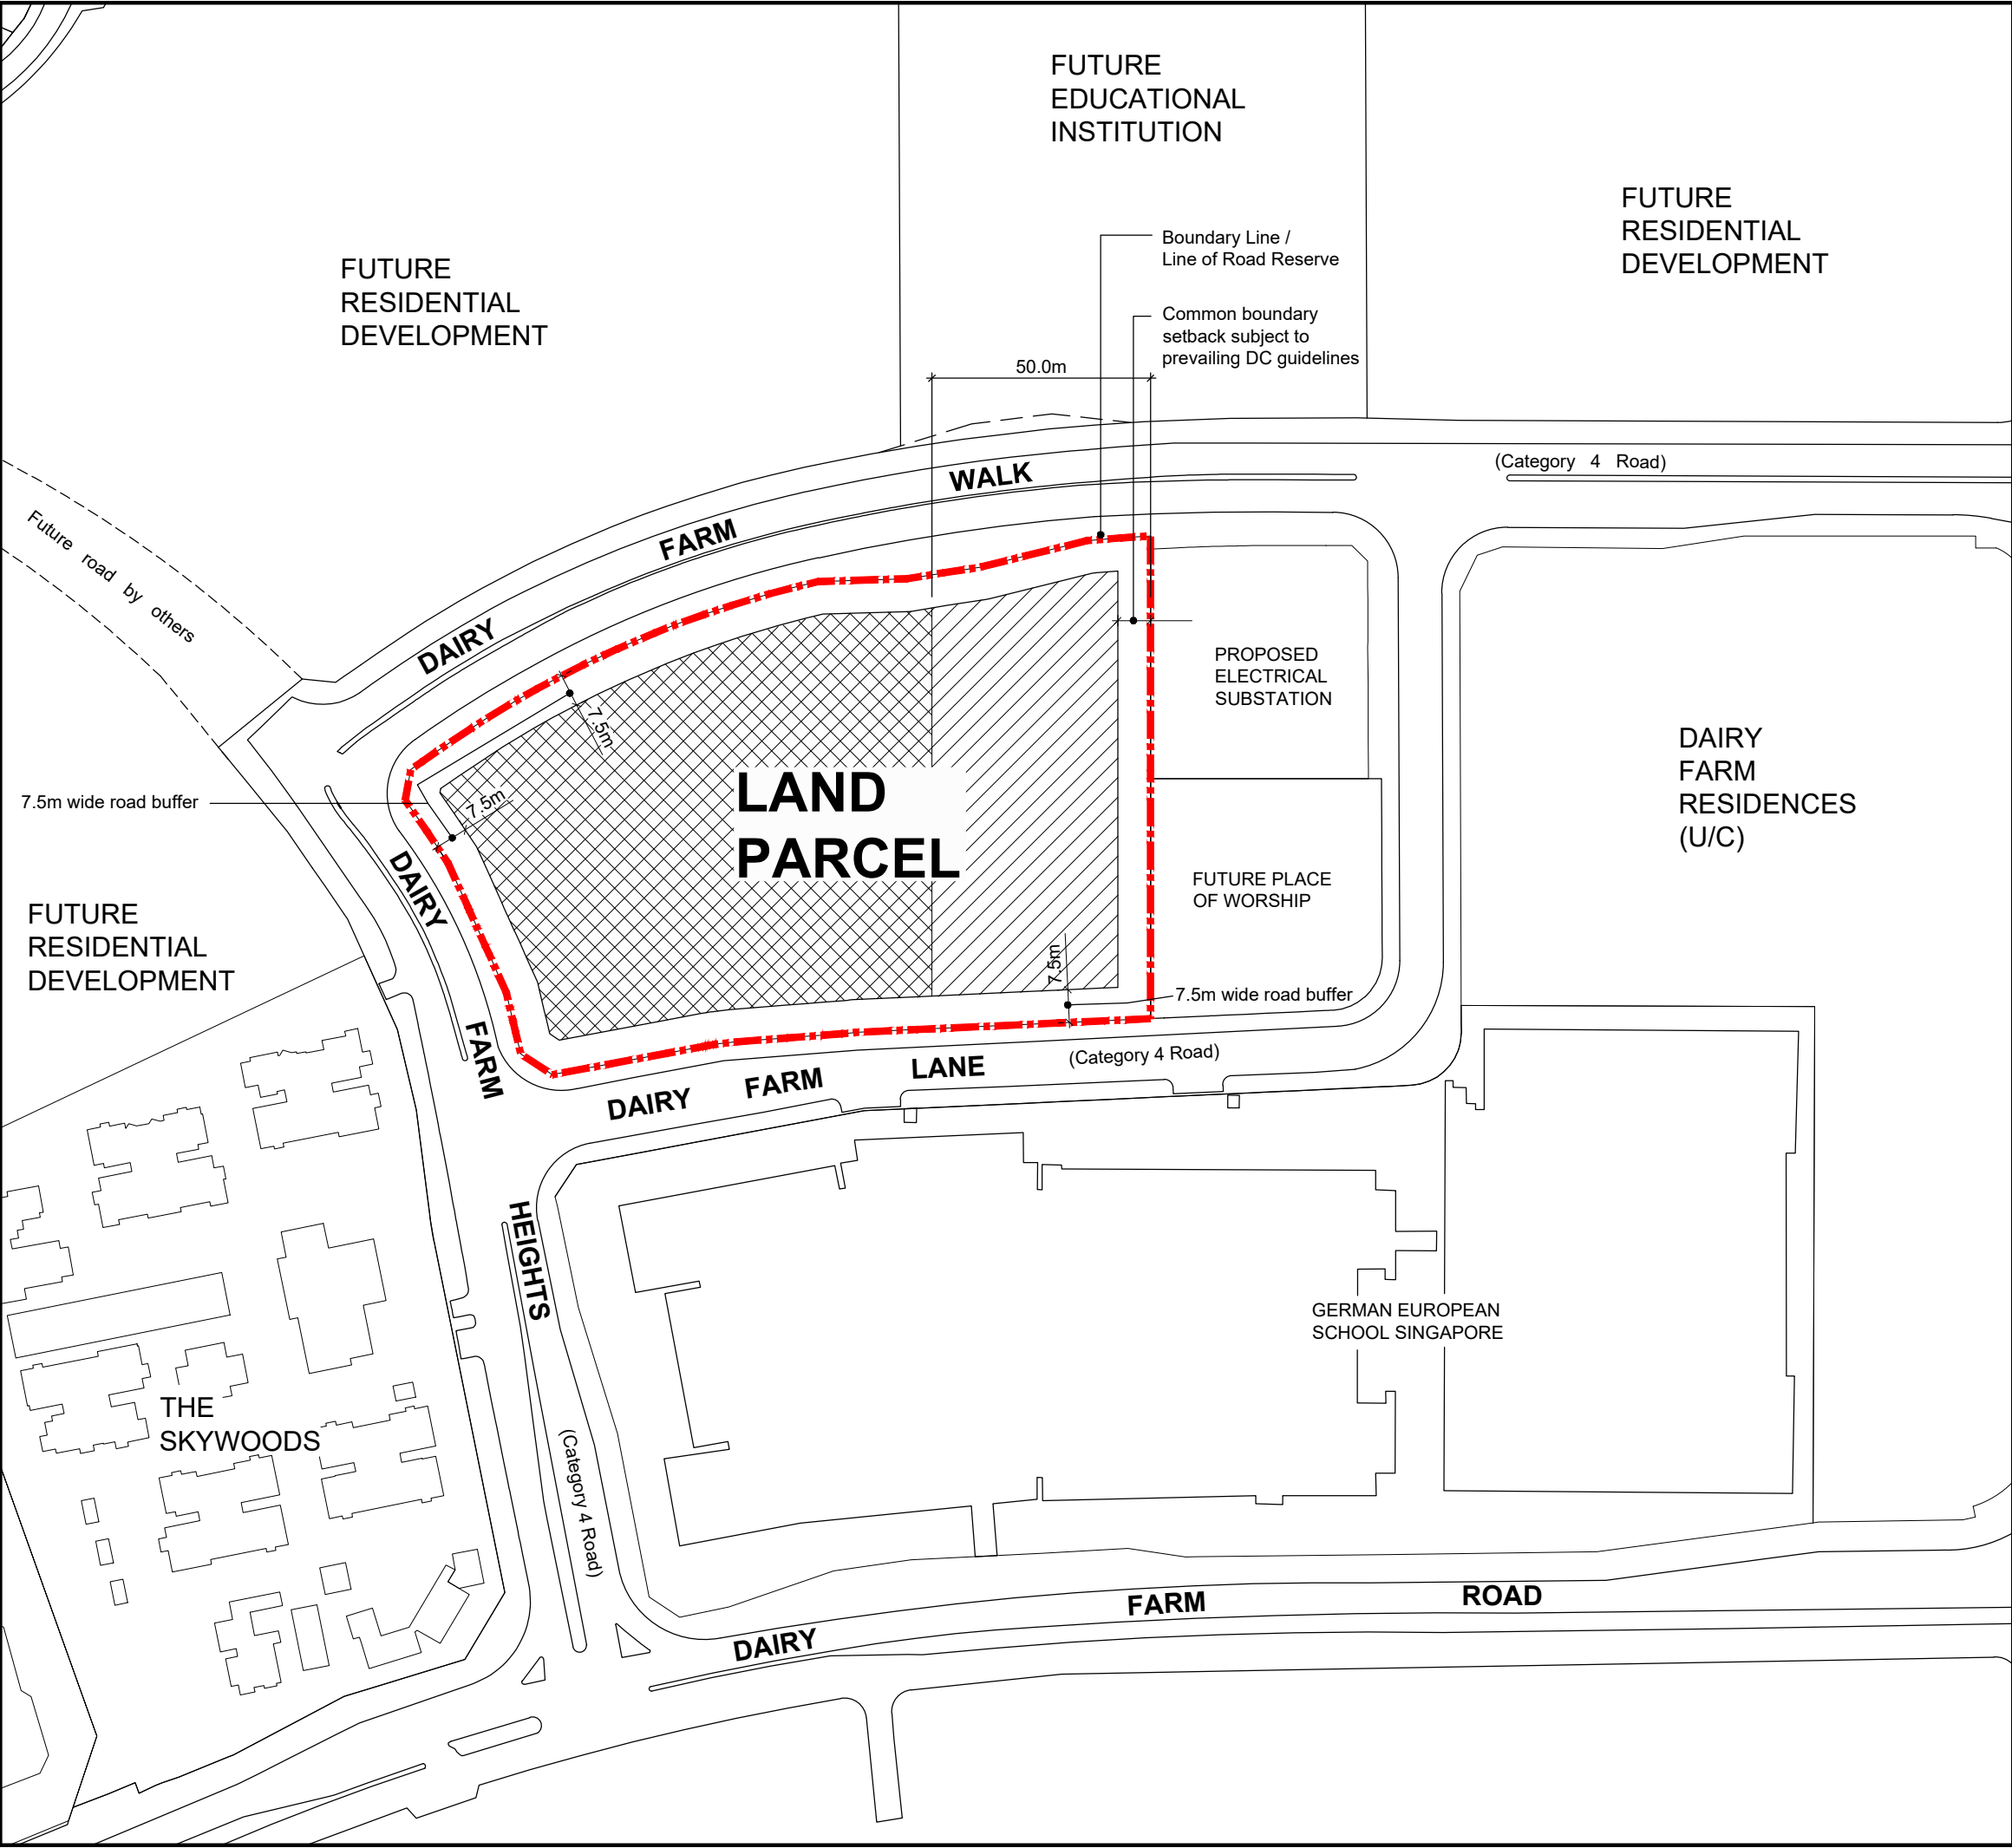 FUTURE
EDUCATIONAL
INSTITUTION
FUTURE
RESIDENTIAL
DEVELOPMENT
FUTURE
RESIDENTIAL
DEVELOPMENT
Boundary Line /
Line of Road Reserve
Common boundary
setback subject to
prevailing DC guidelines
50.0m
(Category 4 Road)
DAIRY FARM WALK
Future road by others
PROPOSED
ELECTRICAL
SUBSTATION
7.5m
7.5m
7.5m wide road buffer
LAND
PARCEL
DAIRY
FARM
RESIDENCES
(U/C)
FUTURE PLACE
OF WORSHIP
FUTURE
RESIDENTIAL
DEVELOPMENT
7.5m
7.5m wide road buffer
DAIRY FARM HEIGHTS
(Category 4 Road)
DAIRY FARM LANE
(Category 4 Road)
GERMAN EUROPEAN
SCHOOL SINGAPORE
THE
SKYWOODS
DAIRY FARM ROAD